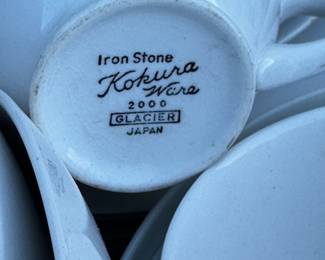 Iron Stone
Kokura
Ware
2000
GLACIER
JAPAN